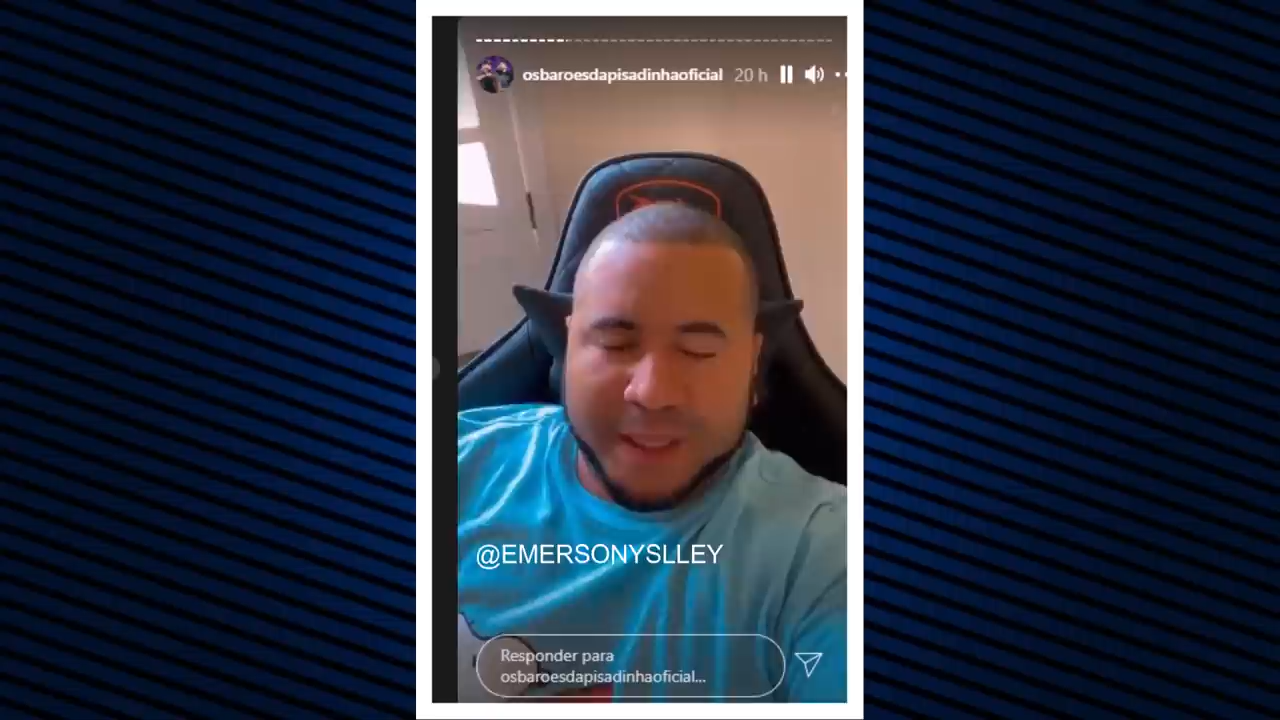 osbaroesdapisadinhaoficial 20 h
@EMERSONYSLLEY
Responder para
osbaroesdapisadinhaoficial...